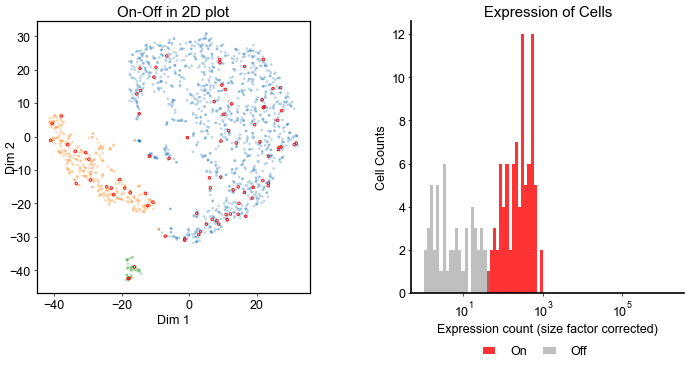 On-Off in 2D plot
Dim 2
30
20
10
0
−10
−20
−30
−40
−40
−20
0
20
Dim 1
Expression of Cells
Cell Counts
12
10
8
6
4
2
0
10^1
10^3
10^5
Expression count (size factor corrected)
On
Off